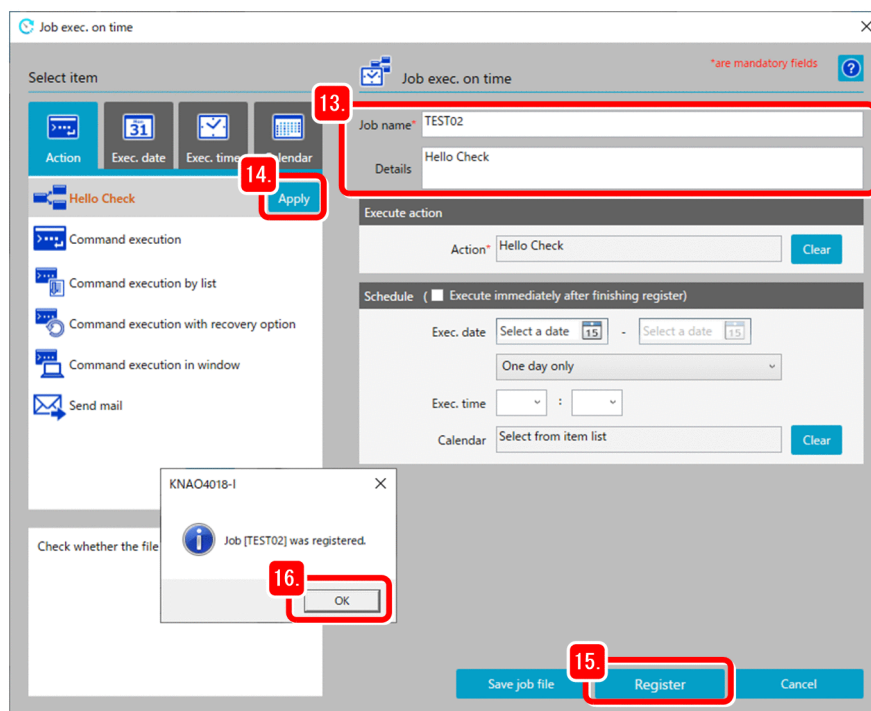 Job exec. on time
Select item
Job exec. on time
*are mandatory fields
?
13.
Job name*
TEST02
Details
Hello Check
31
Action
Exec. date
Exec. time
Calendar
14.
Hello Check
Apply
Command execution
Command execution by list
Command execution with recovery option
Command execution in window
Send mail
Execute action
Action*
Hello Check
Clear
Schedule ( Execute immediately after finishing register)
Exec. date
Select a date
15
-
Select a date
15
One day only
Exec. time
:
Calendar
Select from item list
Clear
KNAO4018-I
Job [TEST02] was registered.
16.
OK
Check whether the file
15.
Save job file
Register
Cancel